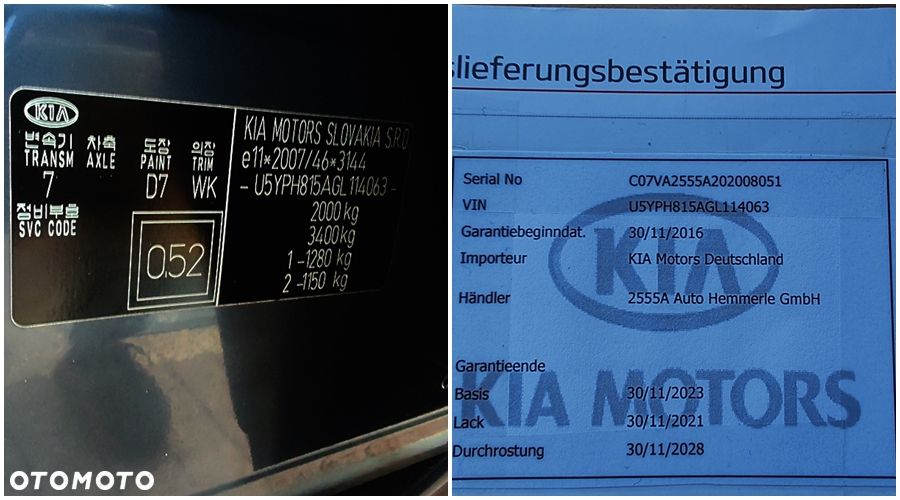 KIA
변속기 차축 도장 의장
TRANSM AXLE PAINT TRIM
7 D7 WK
정비부호
SVC CODE
0.52
KIA MOTORS SLOVAKIA S.R.O
e11*2007/46*3144
- U5YPH815AGL114063 -
2000 kg
3400kg
1 -1280 kg
2 -1150 kg
OTOMOTO
slieferungsbestätigung
Serial No C07VA2555A202008051
VIN U5YPH815AGL114063
Garantiebeginndat. 30/11/2016
Importeur KIA Motors Deutschland
KIA
Händler 2555A Auto Hemmerle GmbH
Garantieende
Basis 30/11/2023
KIA MOTORS
Lack 30/11/2021
Durchrostung 30/11/2028